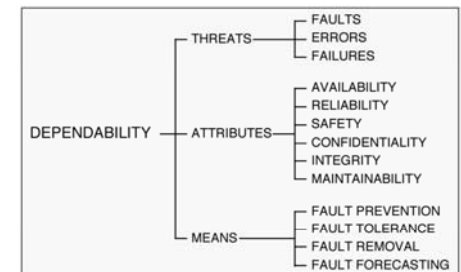 DEPENDABILITY
THREATS
FAULTS
ERRORS
FAILURES
ATTRIBUTES
AVAILABILITY
RELIABILITY
SAFETY
CONFIDENTIALITY
INTEGRITY
MAINTAINABILITY
MEANS
FAULT PREVENTION
FAULT TOLERANCE
FAULT REMOVAL
FAULT FORECASTING